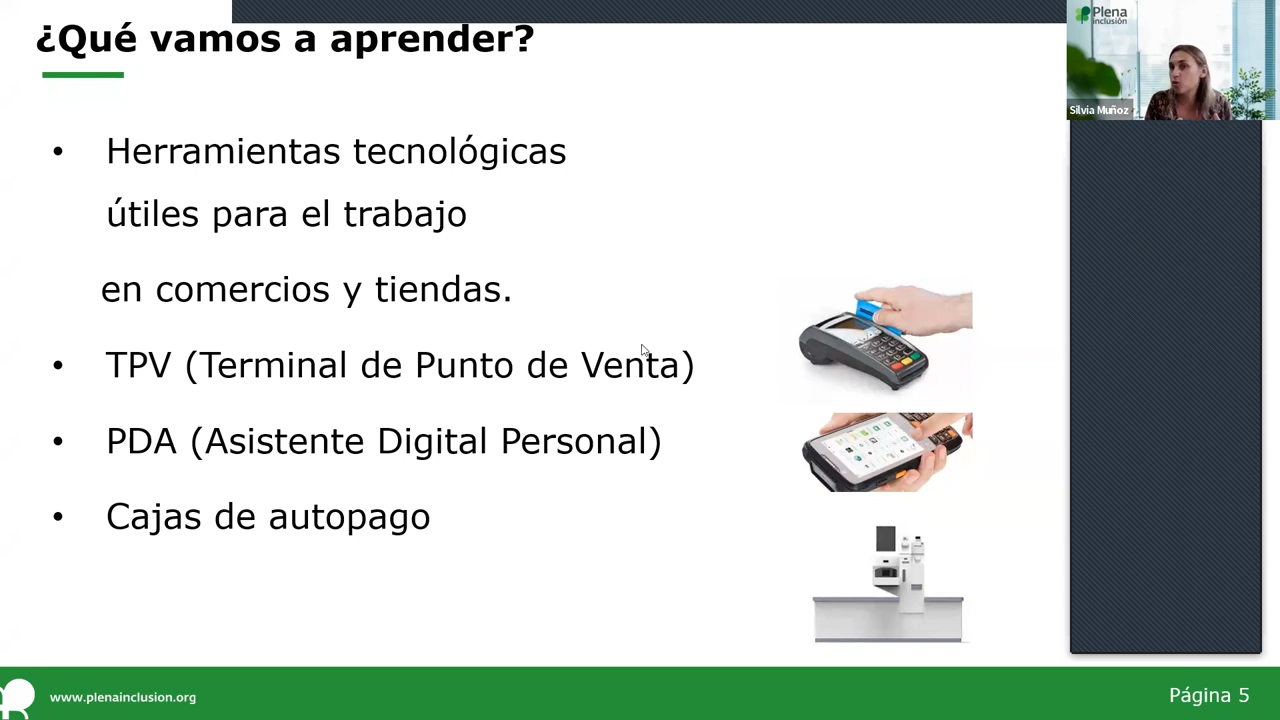 ¿Qué vamos a aprender?
Plena
inclusión
Silvia Muñoz
• Herramientas tecnológicas
útiles para el trabajo
en comercios y tiendas.
• TPV (Terminal de Punto de Venta)
• PDA (Asistente Digital Personal)
• Cajas de autopago
www.plenainclusion.org
Página 5